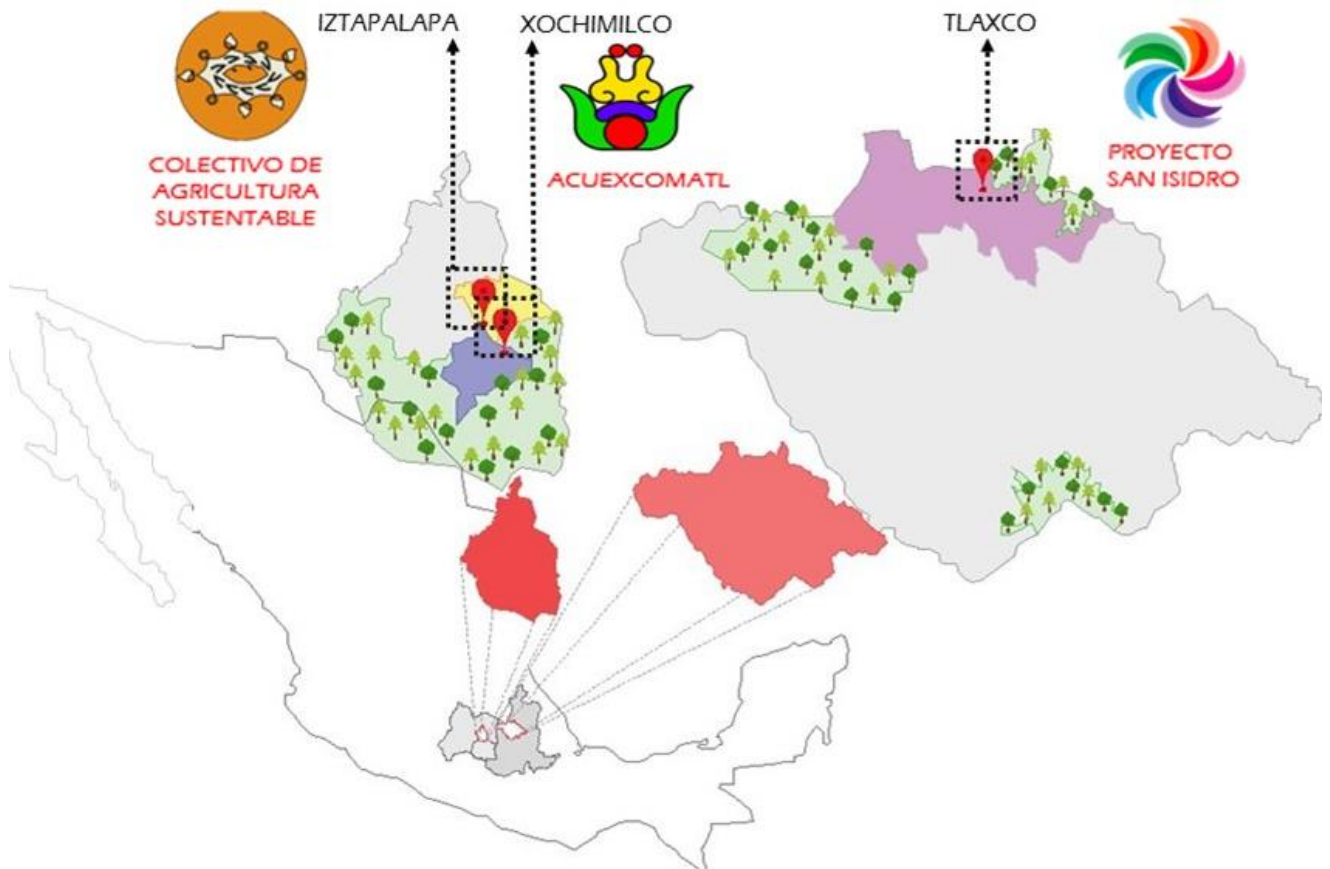 IZTAPALAPA
XOCHIMILCO
TLAXCO
COLECTIVO DE
AGRICULTURA
SUSTENTABLE
ACUEXCOMATL
PROYECTO
SAN ISIDRO